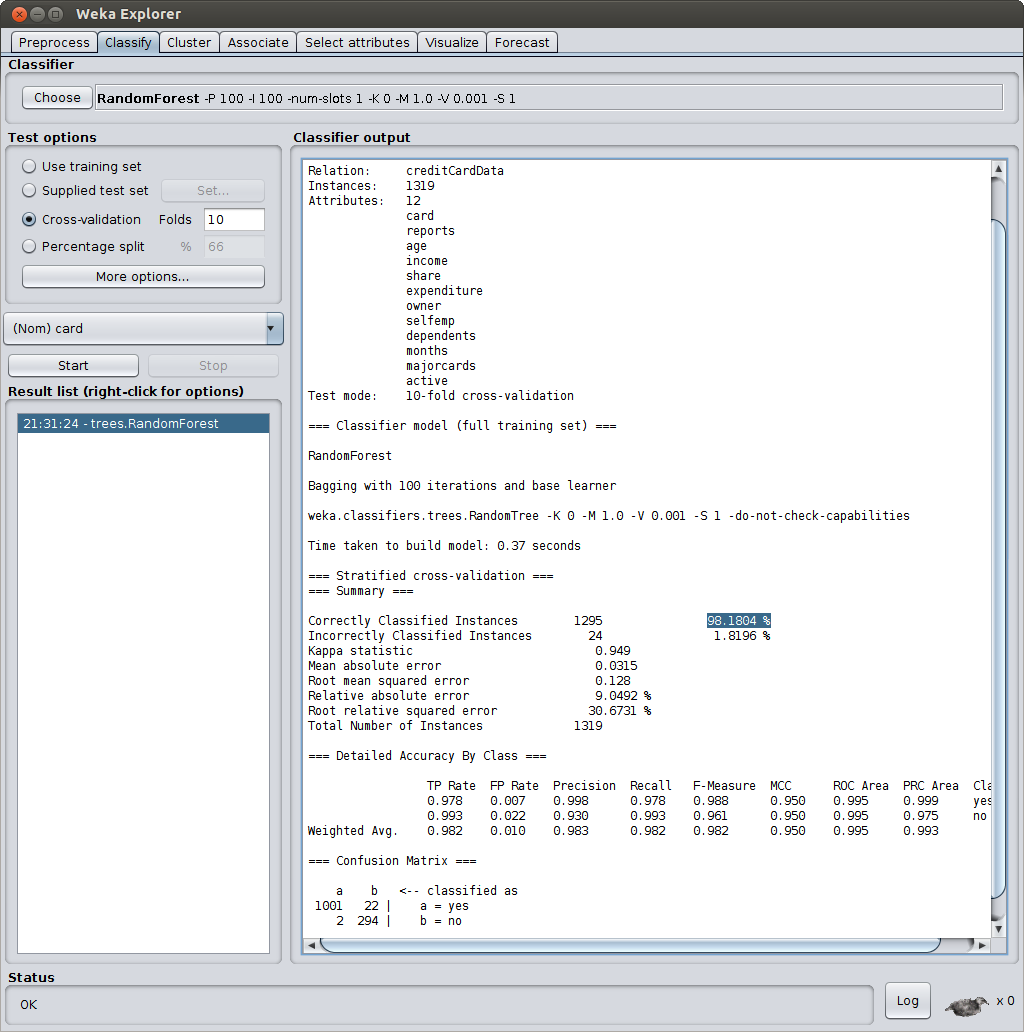 Weka Explorer
Preprocess Classify Cluster Associate Select attributes Visualize Forecast
Classifier
Choose RandomForest -P 100 -I 100 -num-slots 1 -K 0 -M 1.0 -V 0.001 -S 1
Test options
Use training set
Supplied test set Set...
Cross-validation Folds 10
Percentage split % 66
More options...
(Nom) card
Start Stop
Result list (right-click for options)
21:31:24 - trees.RandomForest
Classifier output
Relation: creditCardData
Instances: 1319
Attributes: 12
card
reports
age
income
share
expenditure
owner
selfemp
dependents
months
majorcards
active
Test mode: 10-fold cross-validation
=== Classifier model (full training set) ===
RandomForest
Bagging with 100 iterations and base learner
weka.classifiers.trees.RandomTree -K 0 -M 1.0 -V 0.001 -S 1 -do-not-check-capabilities
Time taken to build model: 0.37 seconds
=== Stratified cross-validation ===
=== Summary ===
Correctly Classified Instances 1295 98.1804 %
Incorrectly Classified Instances 24 1.8196 %
Kappa statistic 0.949
Mean absolute error 0.0315
Root mean squared error 0.128
Relative absolute error 9.0492 %
Root relative squared error 30.6731 %
Total Number of Instances 1319
=== Detailed Accuracy By Class ===
TP Rate FP Rate Precision Recall F-Measure MCC ROC Area PRC Area Cla
0.978 0.007 0.998 0.978 0.988 0.950 0.995 0.999 yes
0.993 0.022 0.930 0.993 0.961 0.950 0.995 0.975 no
Weighted Avg. 0.982 0.010 0.983 0.982 0.982 0.950 0.995 0.993
=== Confusion Matrix ===
a b <-- classified as
1001 22 | a = yes
2 294 | b = no
Status
OK
Log x 0